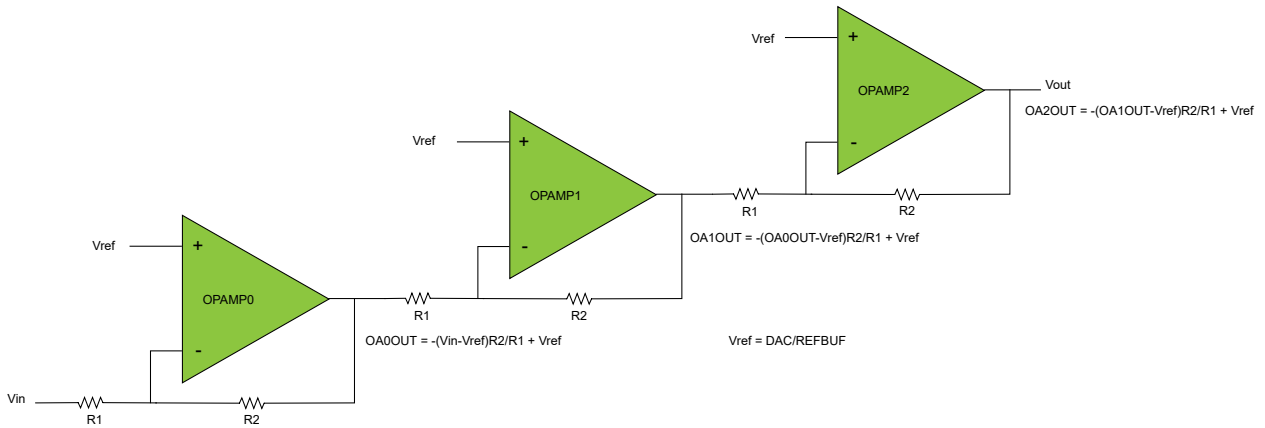 Vref
+
OPAMP2
-
Vout
OA2OUT = -(OA1OUT-Vref)R2/R1 + Vref
R1
R2
Vref
+
OPAMP1
-
OA1OUT = -(OA0OUT-Vref)R2/R1 + Vref
R1
R2
Vref
+
OPAMP0
-
OA0OUT = -(Vin-Vref)R2/R1 + Vref
Vref = DAC/REFBUF
Vin
R1
R2